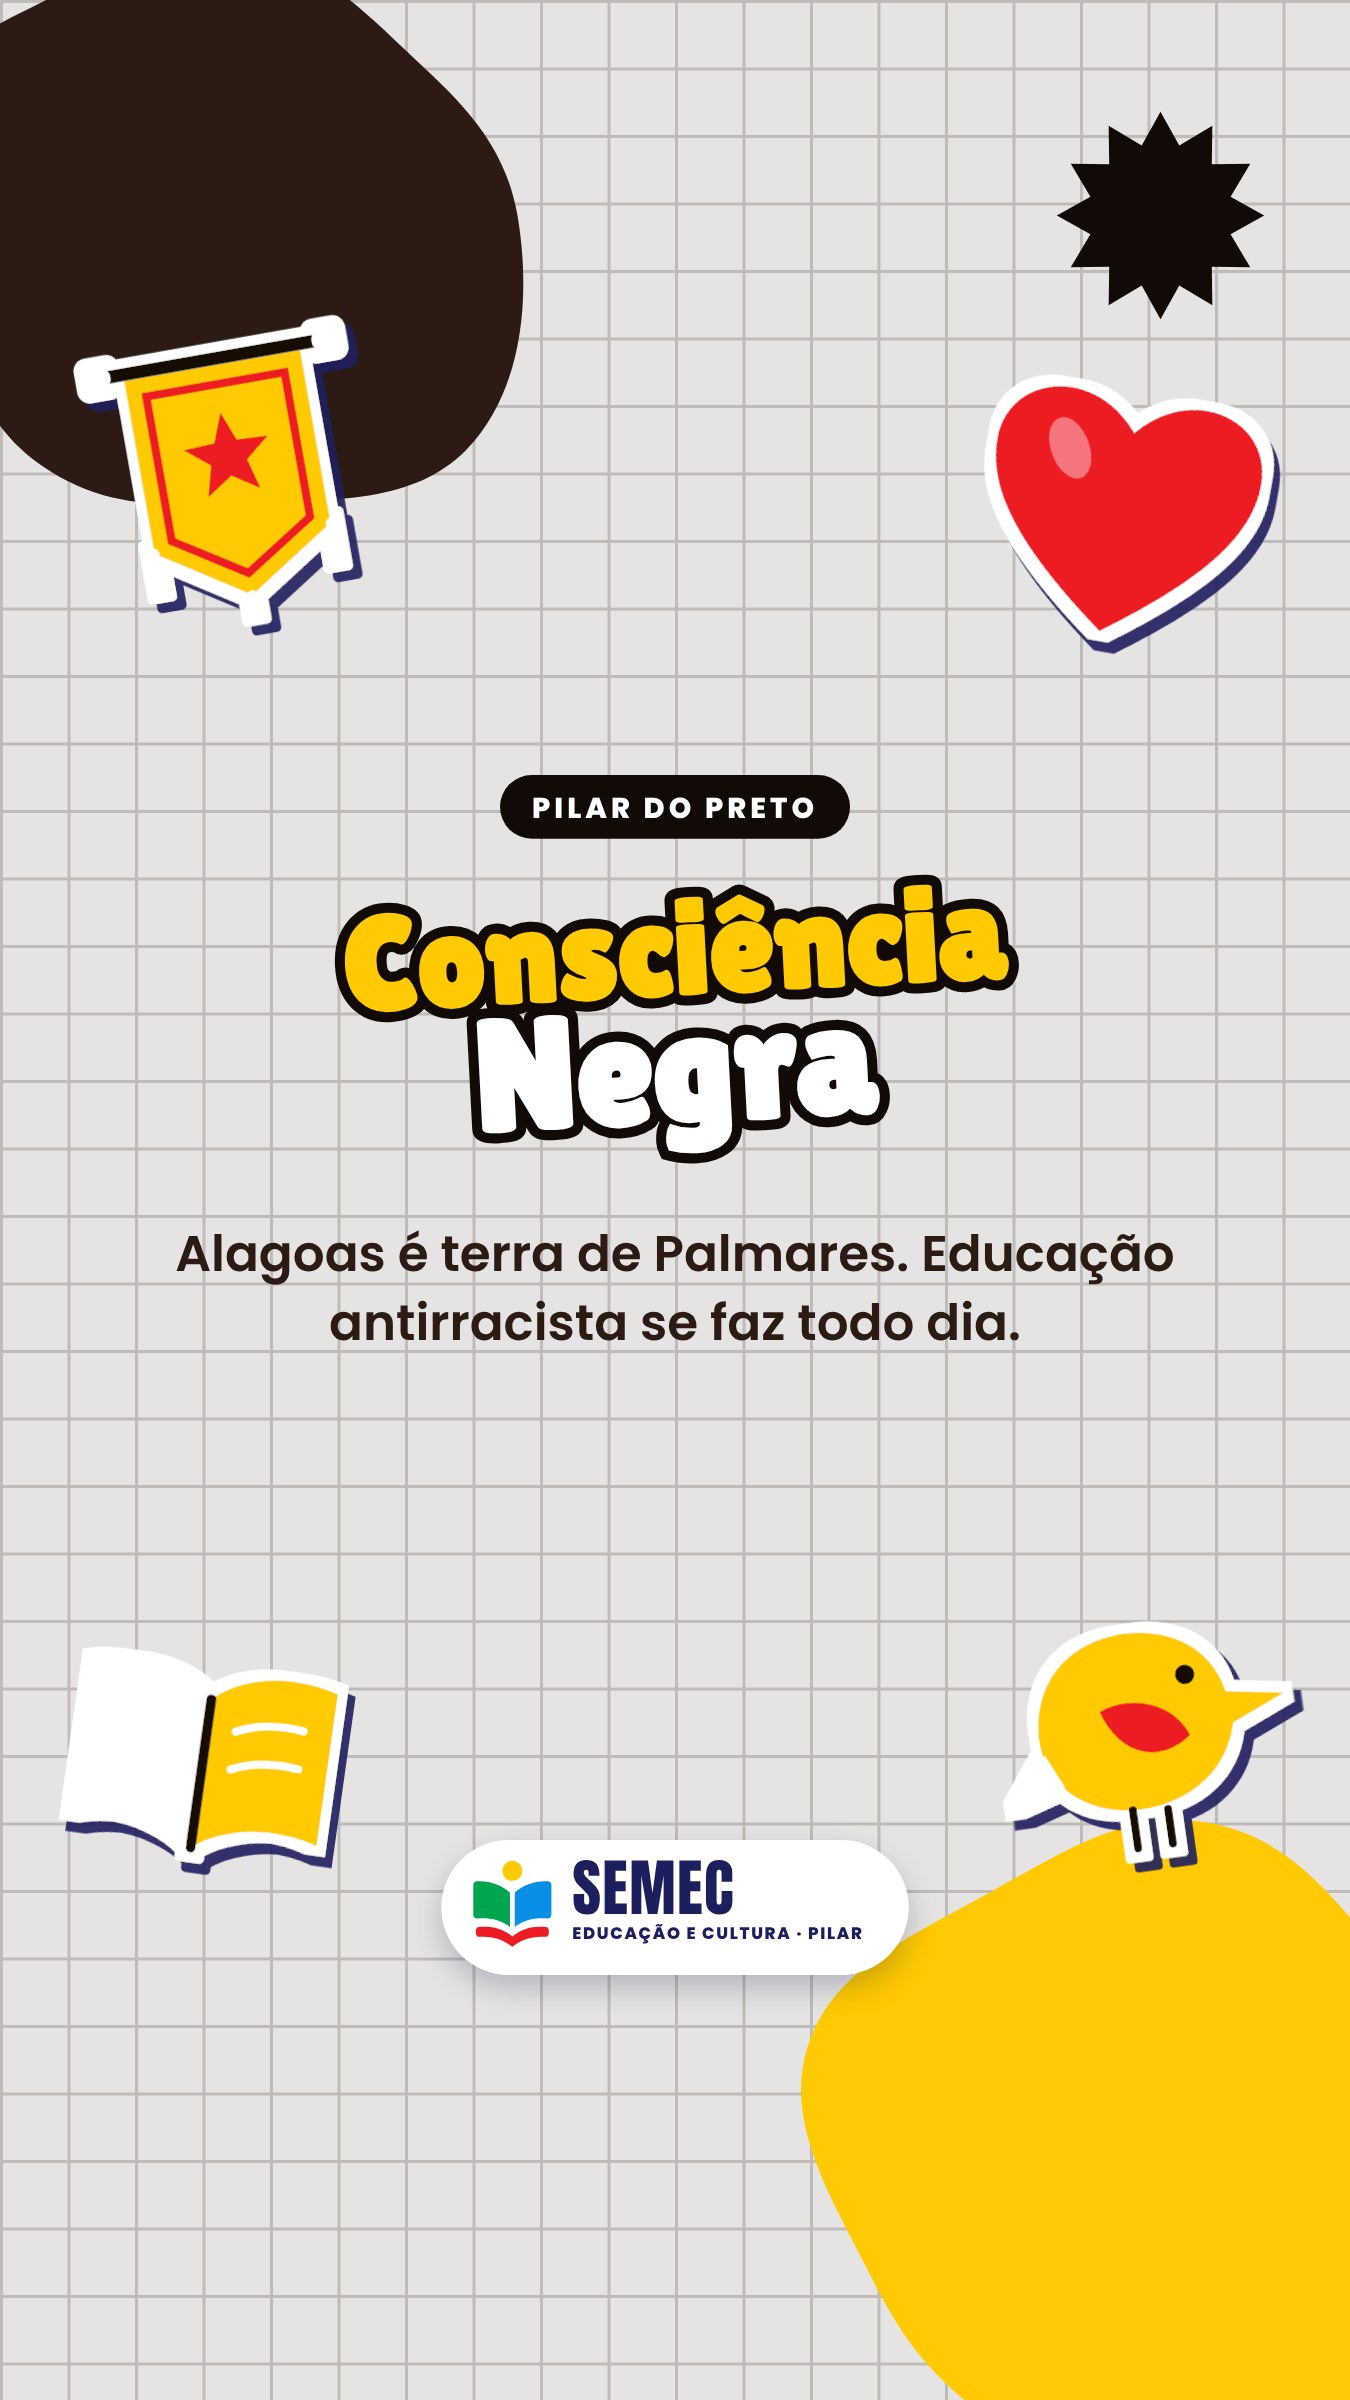 PILAR DO PRETO
Consciência
Negra
Alagoas é terra de Palmares. Educação
antirracista se faz todo dia.
SEMEC
EDUCAÇÃO E CULTURA · PILAR